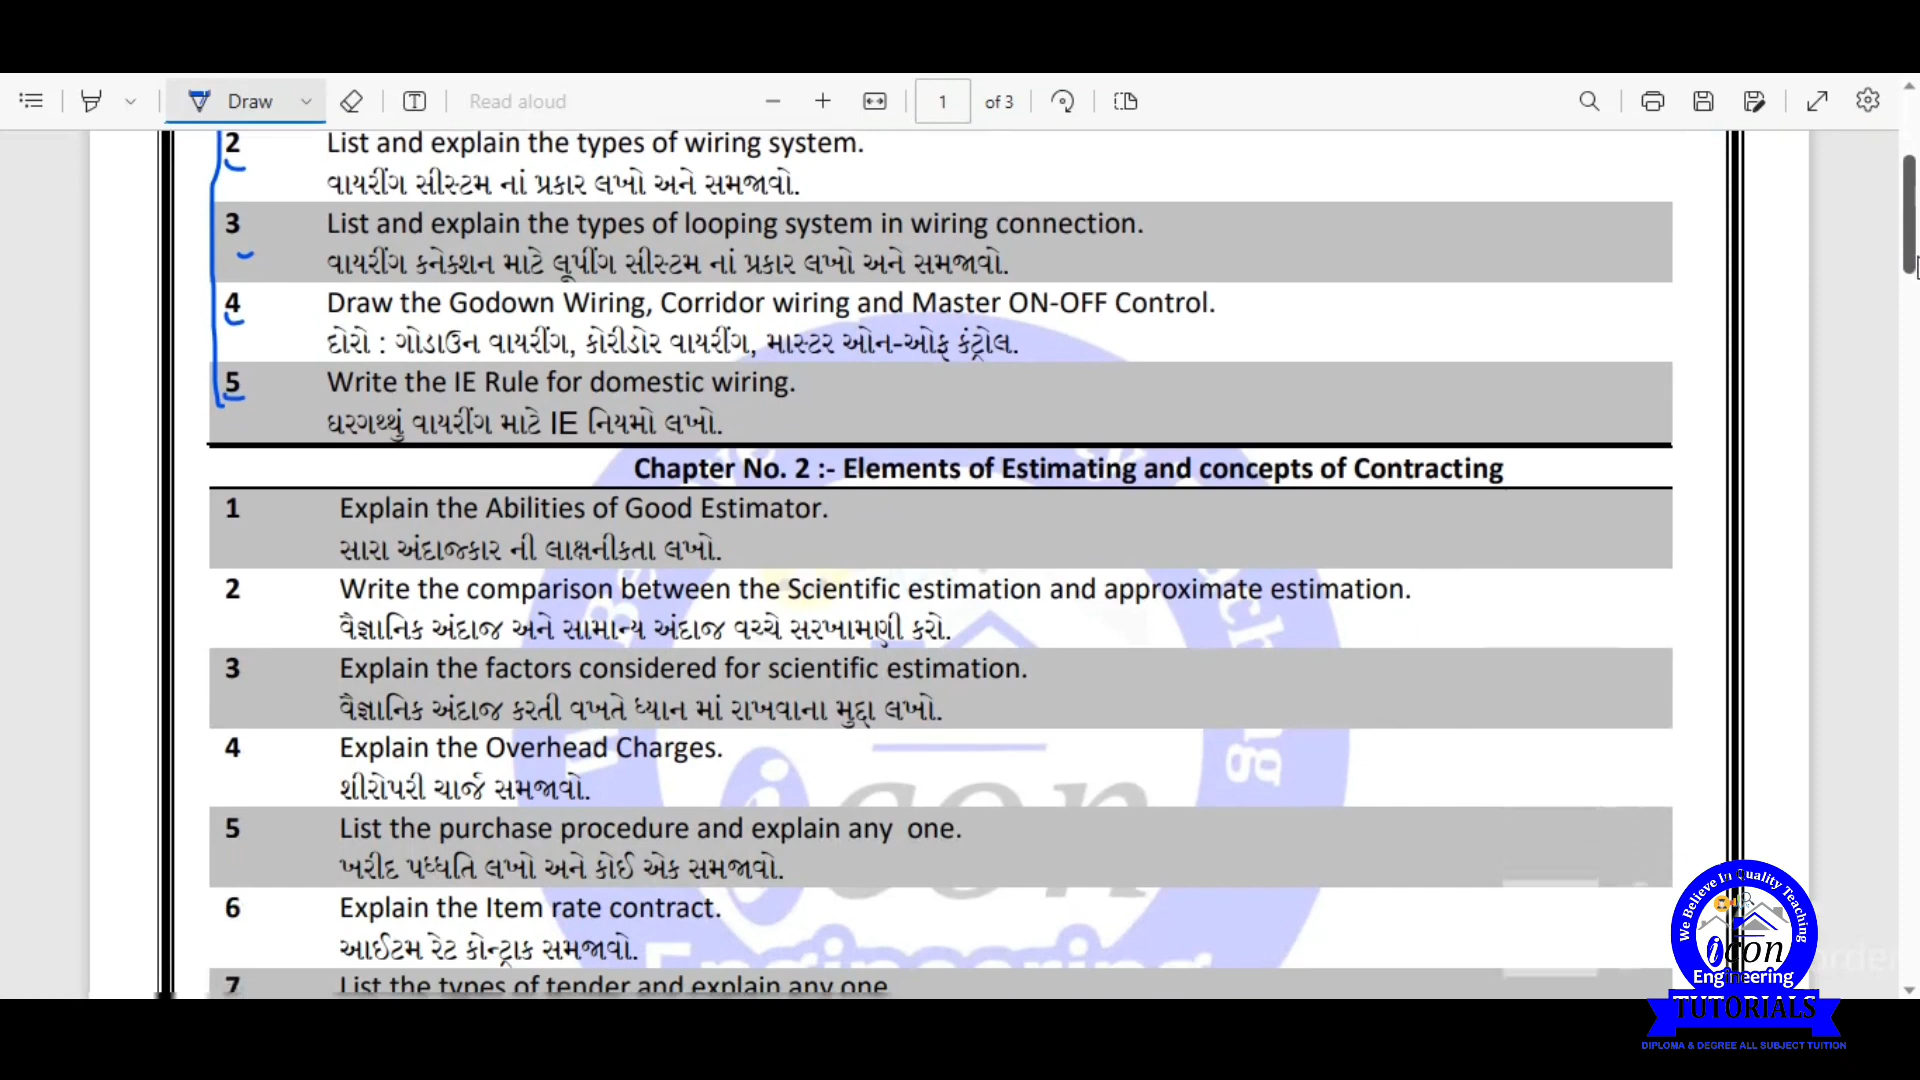 Draw
Read aloud
1 of 3
2 List and explain the types of wiring system.
વાયરીંગ સીસ્ટમ નાં પ્રકાર લખો અને સમજાવો.
3 List and explain the types of looping system in wiring connection.
વાયરીંગ કનેક્શન માટે લૂપીંગ સીસ્ટમ નાં પ્રકાર લખો અને સમજાવો.
4 Draw the Godown Wiring, Corridor wiring and Master ON-OFF Control.
દોરો : ગોડાઉન વાયરીંગ, કોરીડોર વાયરીંગ, માસ્ટર ઓન-ઓફ કંટ્રોલ.
5 Write the IE Rule for domestic wiring.
ઘરગથ્થું વાયરીંગ માટે IE નિયમો લખો.
Chapter No. 2 :- Elements of Estimating and concepts of Contracting
1 Explain the Abilities of Good Estimator.
સારા અંદાજકાર ની લાક્ષનીકતા લખો.
2 Write the comparison between the Scientific estimation and approximate estimation.
વૈજ્ઞાનિક અંદાજ અને સામાન્ય અંદાજ વચ્ચે સરખામણી કરો.
3 Explain the factors considered for scientific estimation.
વૈજ્ઞાનિક અંદાજ કરતી વખતે ધ્યાન માં રાખવાના મુદ્દા લખો.
4 Explain the Overhead Charges.
શીરોપરી ચાર્જ સમજાવો.
5 List the purchase procedure and explain any one.
ખરીદ પધ્ધતિ લખો અને કોઈ એક સમજાવો.
6 Explain the Item rate contract.
આઈટમ રેટ કોન્ટ્રાક સમજાવો.
7 List the types of tender and explain any one
We Believe In Quality Teaching
icon
Engineering
TUTORIALS
DIPLOMA & DEGREE ALL SUBJECT TUITION